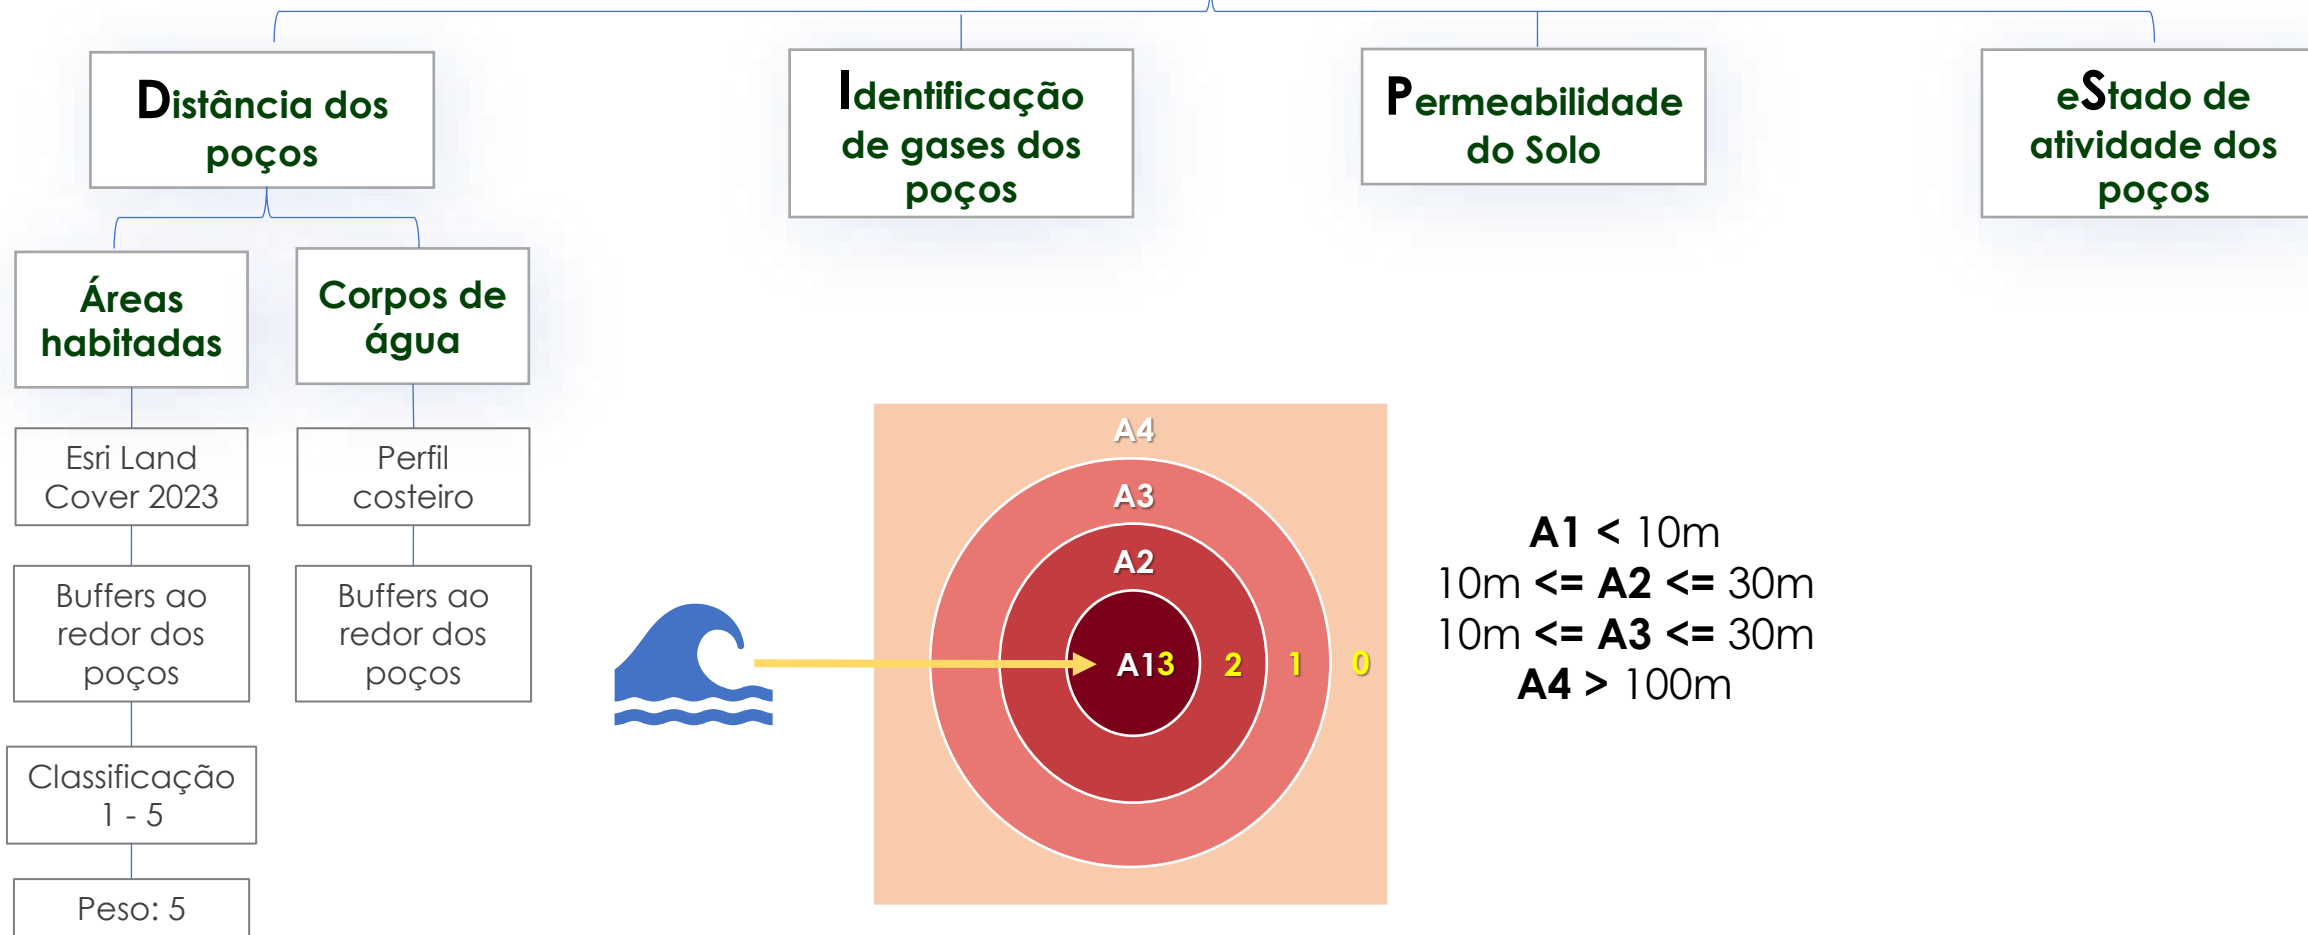 Distância dos
poços
Identificação
de gases dos
poços
Permeabilidade
do Solo
eStado de
atividade dos
poços
Áreas
habitadas
Corpos de
água
Esri Land
Cover 2023
Perfil
costeiro
Buffers ao
redor dos
poços
Buffers ao
redor dos
poços
Classificação
1 - 5
Peso: 5
A4
A3
A2
A13 2 1 0
A1 < 10m
10m <= A2 <= 30m
10m <= A3 <= 30m
A4 > 100m